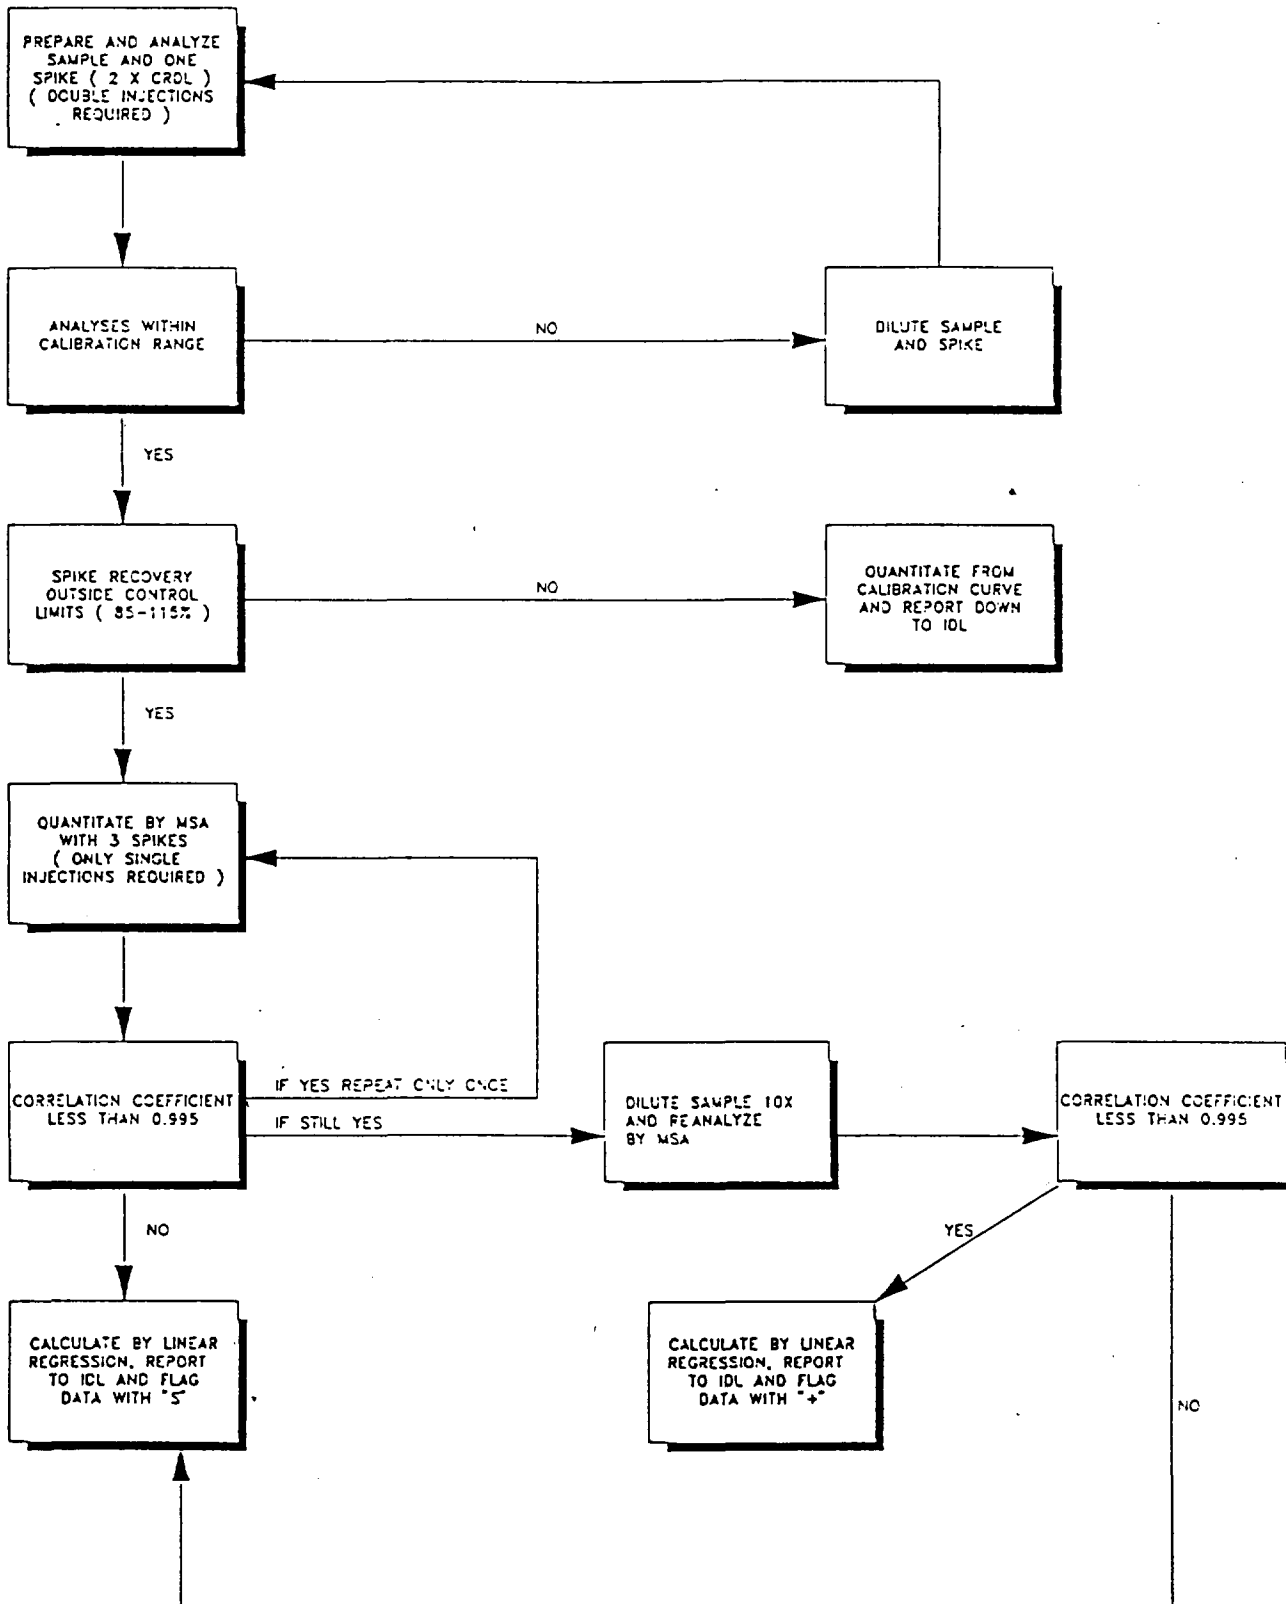 PREPARE AND ANALYZE
SAMPLE AND ONE
SPIKE ( 2 X CRDL )
( DOUBLE INJECTIONS
REQUIRED )
ANALYSES WITHIN
CALIBRATION RANGE
NO
DILUTE SAMPLE
AND SPIKE
YES
SPIKE RECOVERY
OUTSIDE CONTROL
LIMITS ( 85-115% )
NO
QUANTITATE FROM
CALIBRATION CURVE
AND REPORT DOWN
TO IDL
YES
QUANTITATE BY MSA
WITH 3 SPIKES
( ONLY SINGLE
INJECTIONS REQUIRED )
CORRELATION COEFFICIENT
LESS THAN 0.995
IF YES REPEAT ONLY ONCE
IF STILL YES
DILUTE SAMPLE 10X
AND REANALYZE
BY MSA
CORRELATION COEFFICIENT
LESS THAN 0.995
NO
YES
CALCULATE BY LINEAR
REGRESSION, REPORT
TO IDL AND FLAG
DATA WITH "S"
CALCULATE BY LINEAR
REGRESSION, REPORT
TO IDL AND FLAG
DATA WITH "+"
NO